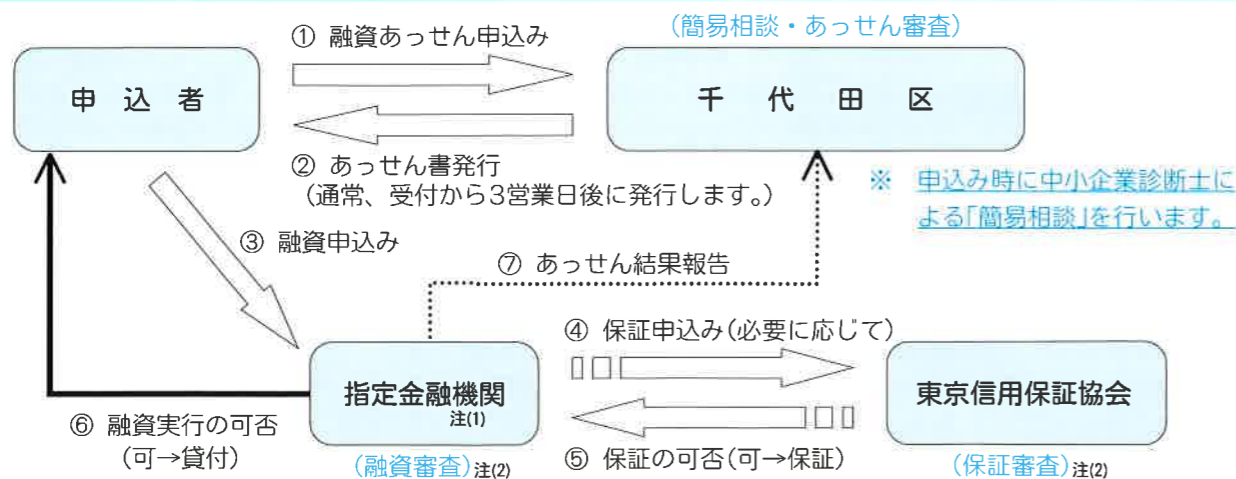 ① 融資あっせん申込み
(簡易相談・あっせん審査)
申 込 者
千 代 田 区
② あっせん書発行
(通常、受付から3営業日後に発行します。)
※ 申込み時に中小企業診断士に
よる「簡易相談」を行います。
③ 融資申込み
⑦ あっせん結果報告
④ 保証申込み(必要に応じて)
指定金融機関
注(1)
東京信用保証協会
⑥ 融資実行の可否
(可→貸付)
(融資審査)注(2)
⑤ 保証の可否(可→保証)
(保証審査)注(2)